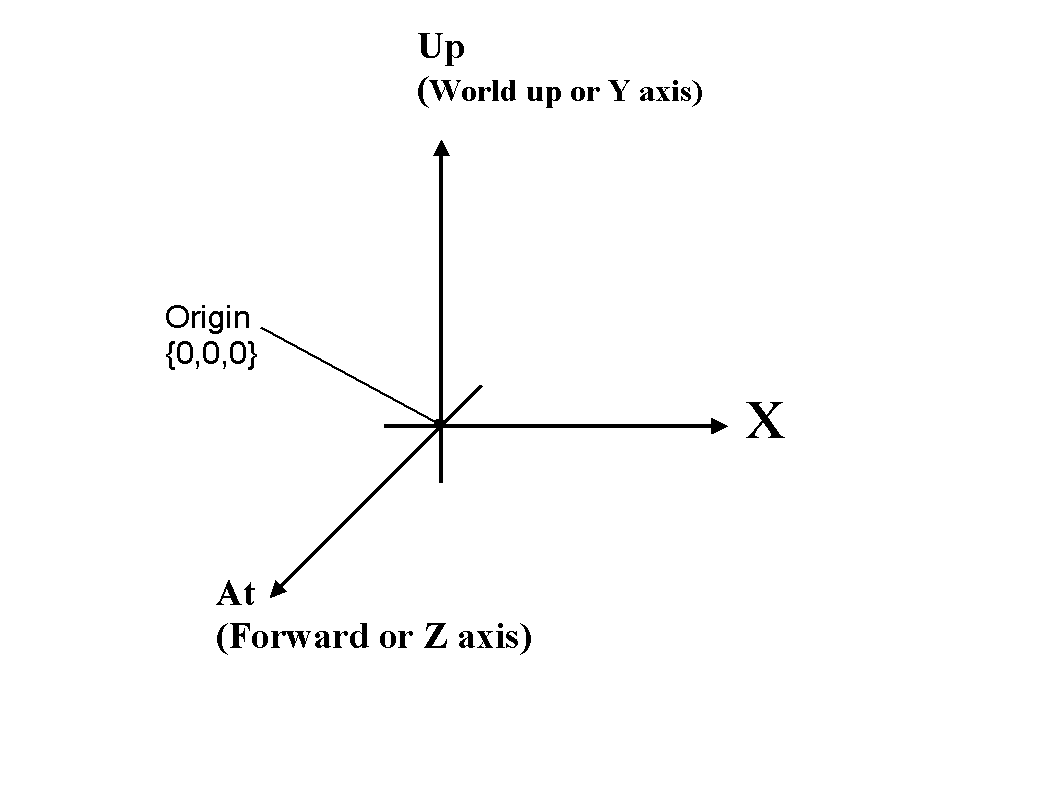 Up
(World up or Y axis)
Origin
{0,0,0}
X
At
(Forward or Z axis)